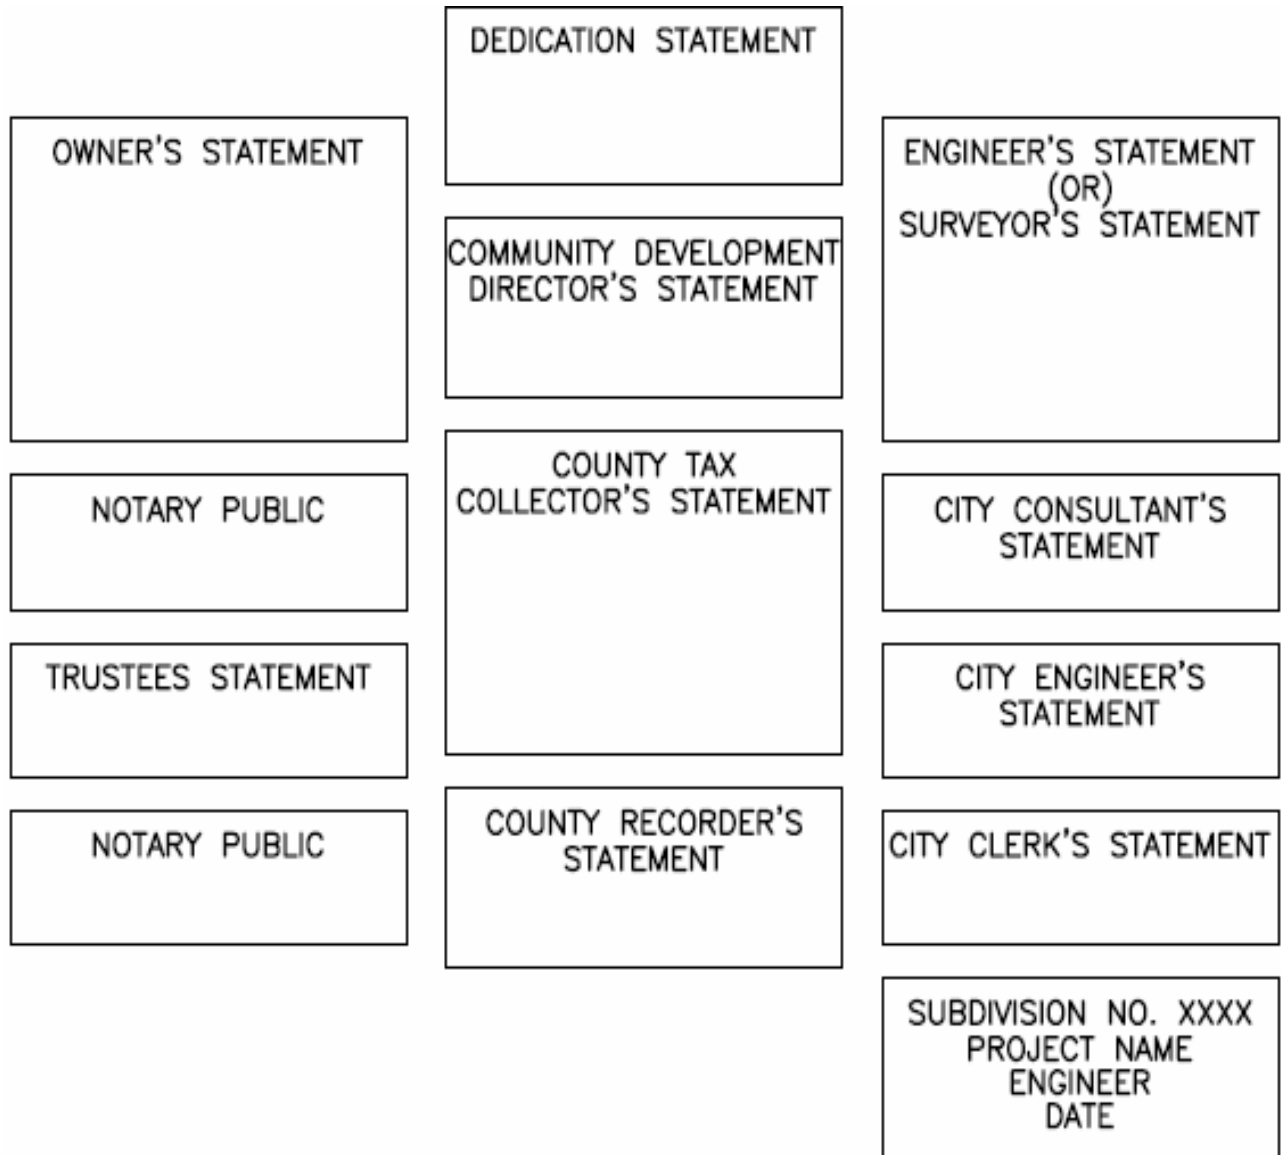 DEDICATION STATEMENT
OWNER'S STATEMENT
ENGINEER'S STATEMENT
(OR)
SURVEYOR'S STATEMENT
COMMUNITY DEVELOPMENT
DIRECTOR'S STATEMENT
COUNTY TAX
COLLECTOR'S STATEMENT
NOTARY PUBLIC
CITY CONSULTANT'S
STATEMENT
TRUSTEES STATEMENT
CITY ENGINEER'S
STATEMENT
NOTARY PUBLIC
COUNTY RECORDER'S
STATEMENT
CITY CLERK'S STATEMENT
SUBDIVISION NO. XXXX
PROJECT NAME
ENGINEER
DATE